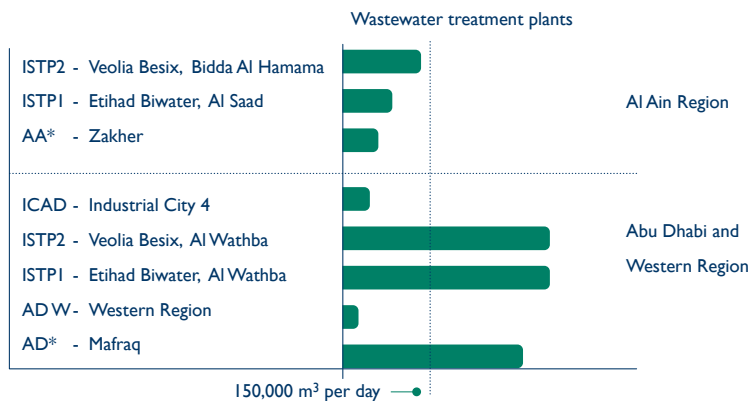 Wastewater treatment plants
ISTP2 - Veolia Besix, Bidda Al Hamama
ISTP1 - Etihad Biwater, Al Saad
AA* - Zakher
Al Ain Region
ICAD - Industrial City 4
ISTP2 - Veolia Besix, Al Wathba
ISTP1 - Etihad Biwater, Al Wathba
AD W - Western Region
AD* - Mafraq
Abu Dhabi and
Western Region
150,000 m³ per day